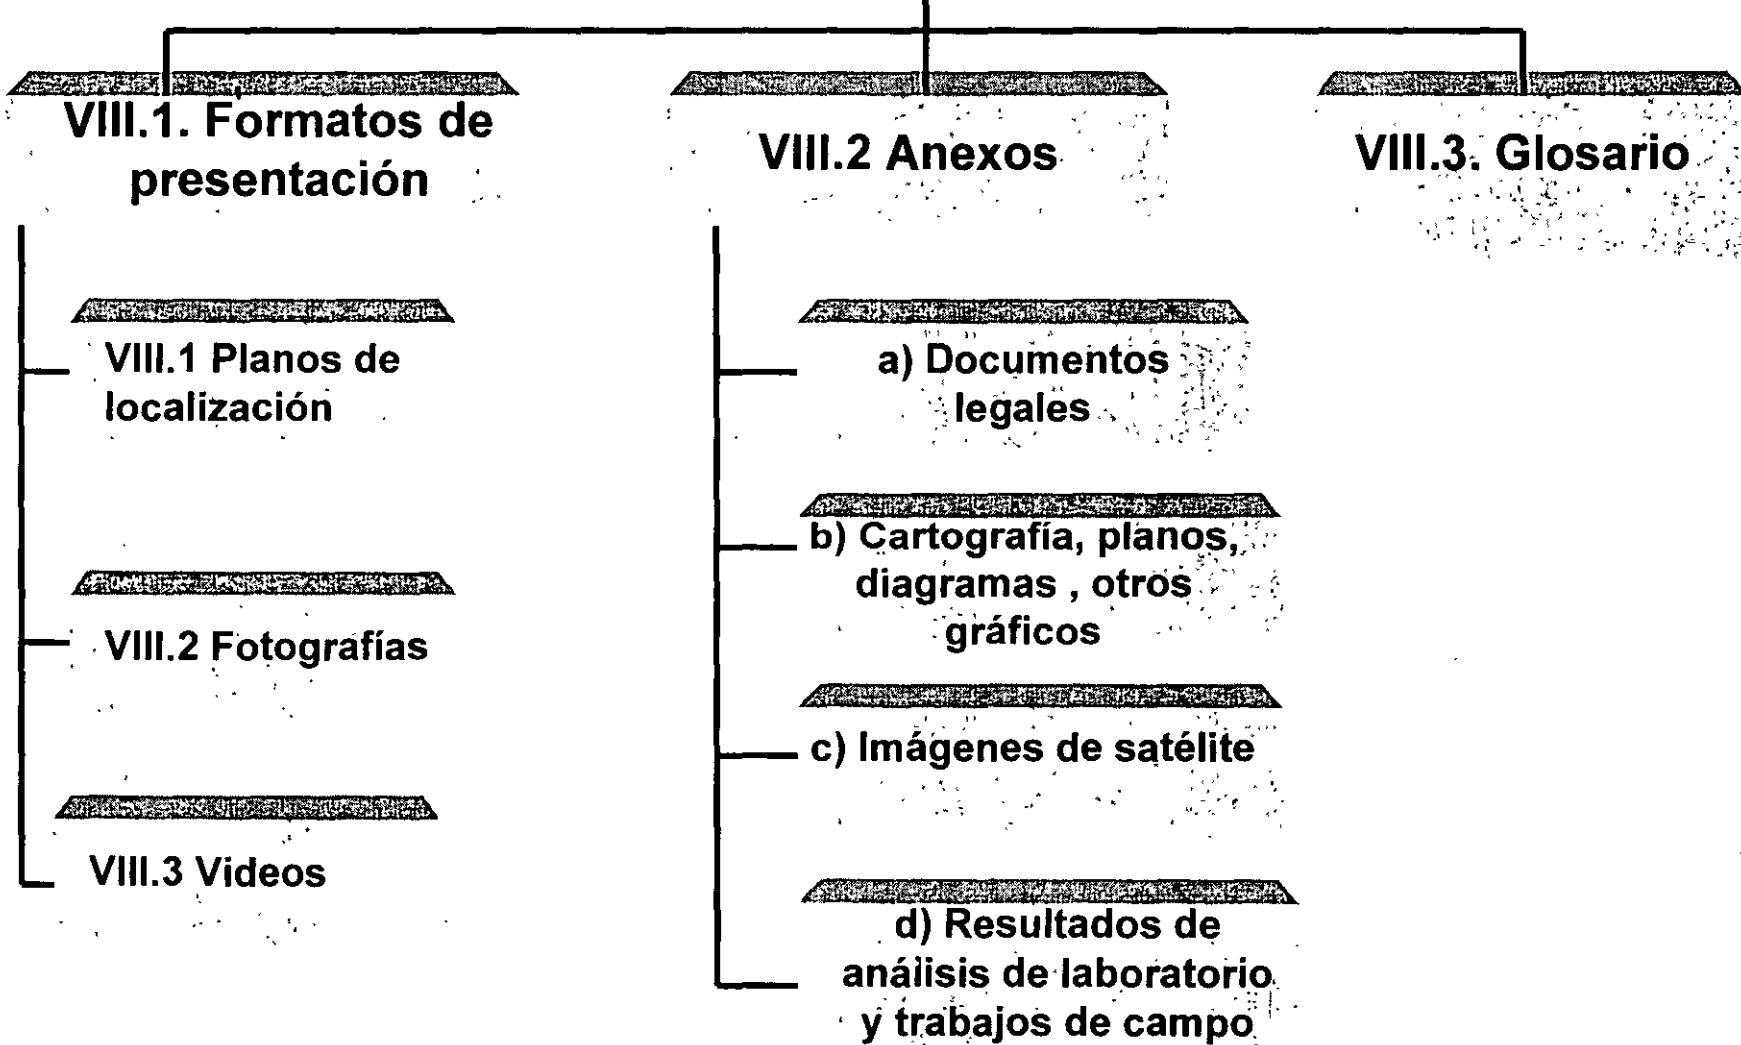 VIII.1. Formatos de
presentación
VIII.2 Anexos
VIII.3. Glosario
VIII.1 Planos de
localización
VIII.2 Fotografías
VIII.3 Videos
a) Documentos
legales
b) Cartografía, planos,
diagramas , otros
gráficos
c) Imágenes de satélite
d) Resultados de
análisis de laboratorio
y trabajos de campo